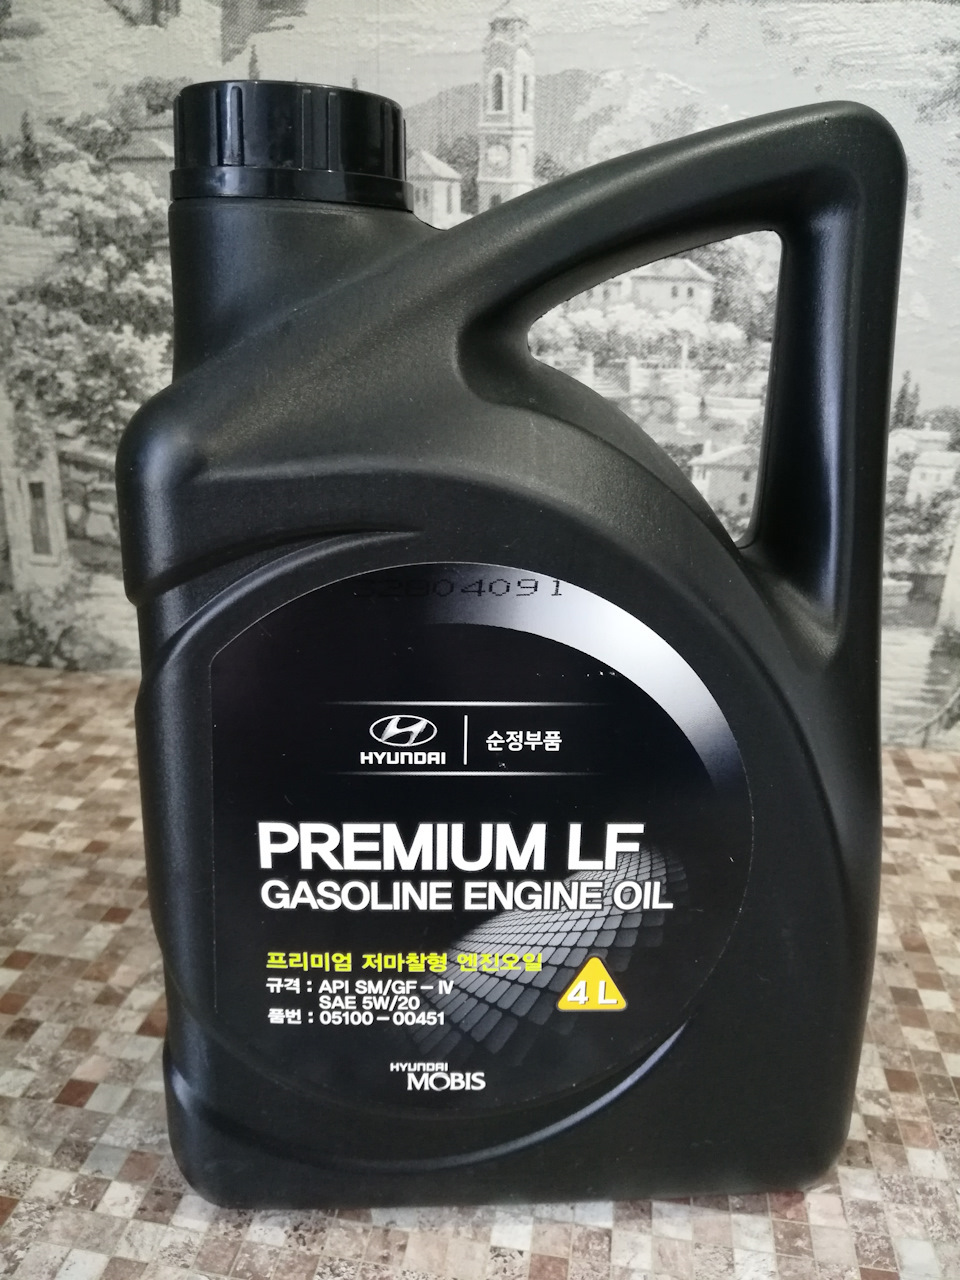 HYUNDAI
순정부품
PREMIUM LF
GASOLINE ENGINE OIL
프리미엄 저마찰형 엔진오일
규격 : API SM/GF-IV
SAE 5W/20
품번 : 05100-00451
4 L
HYUNDAI
MOBIS